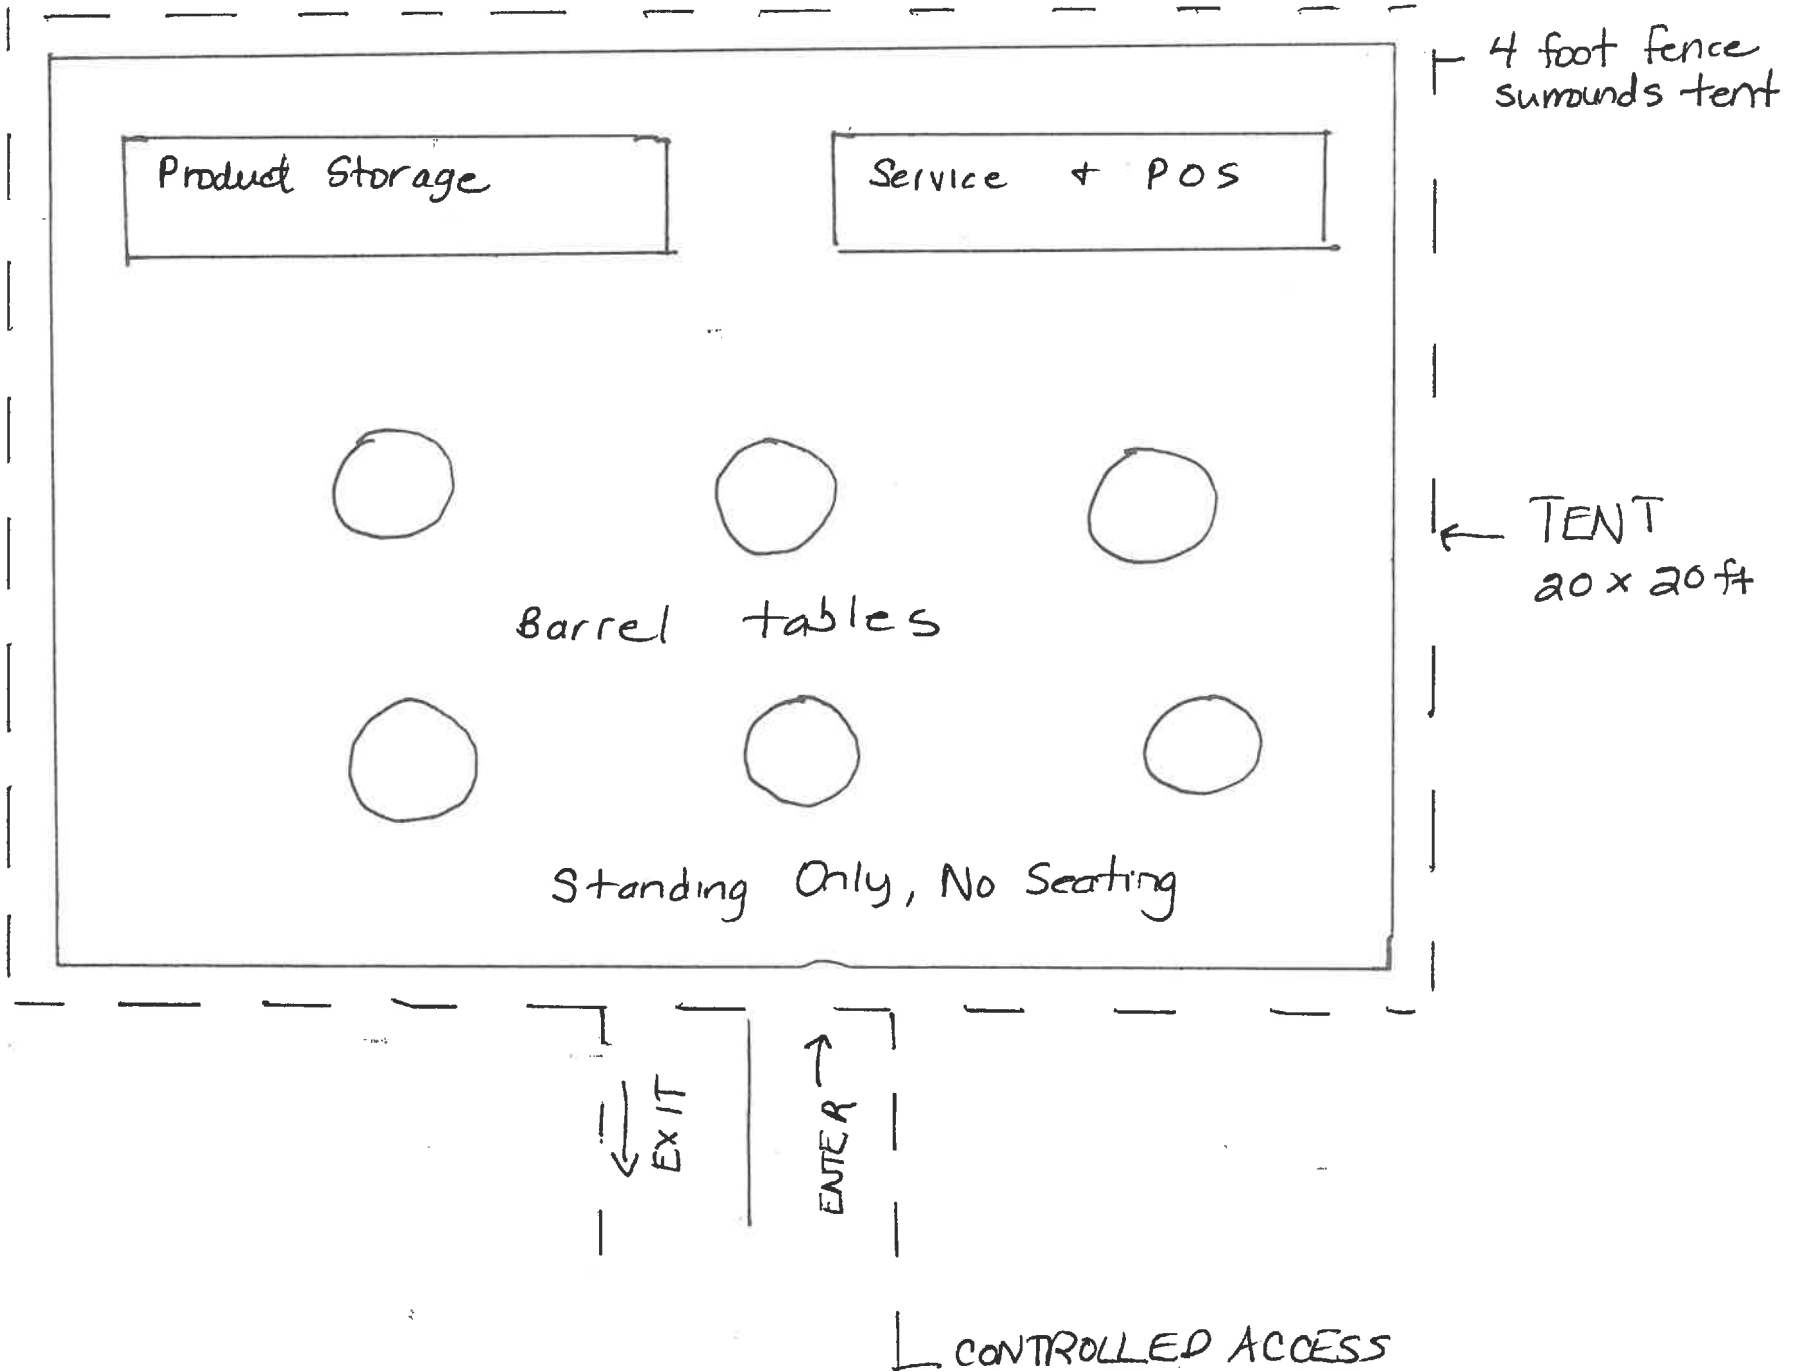 4 foot fence
surrounds tent
Product Storage
Service + POS
TENT
20 x 20 ft
Barrel tables
Standing Only, No Seating
EXIT
ENTER
CONTROLLED ACCESS